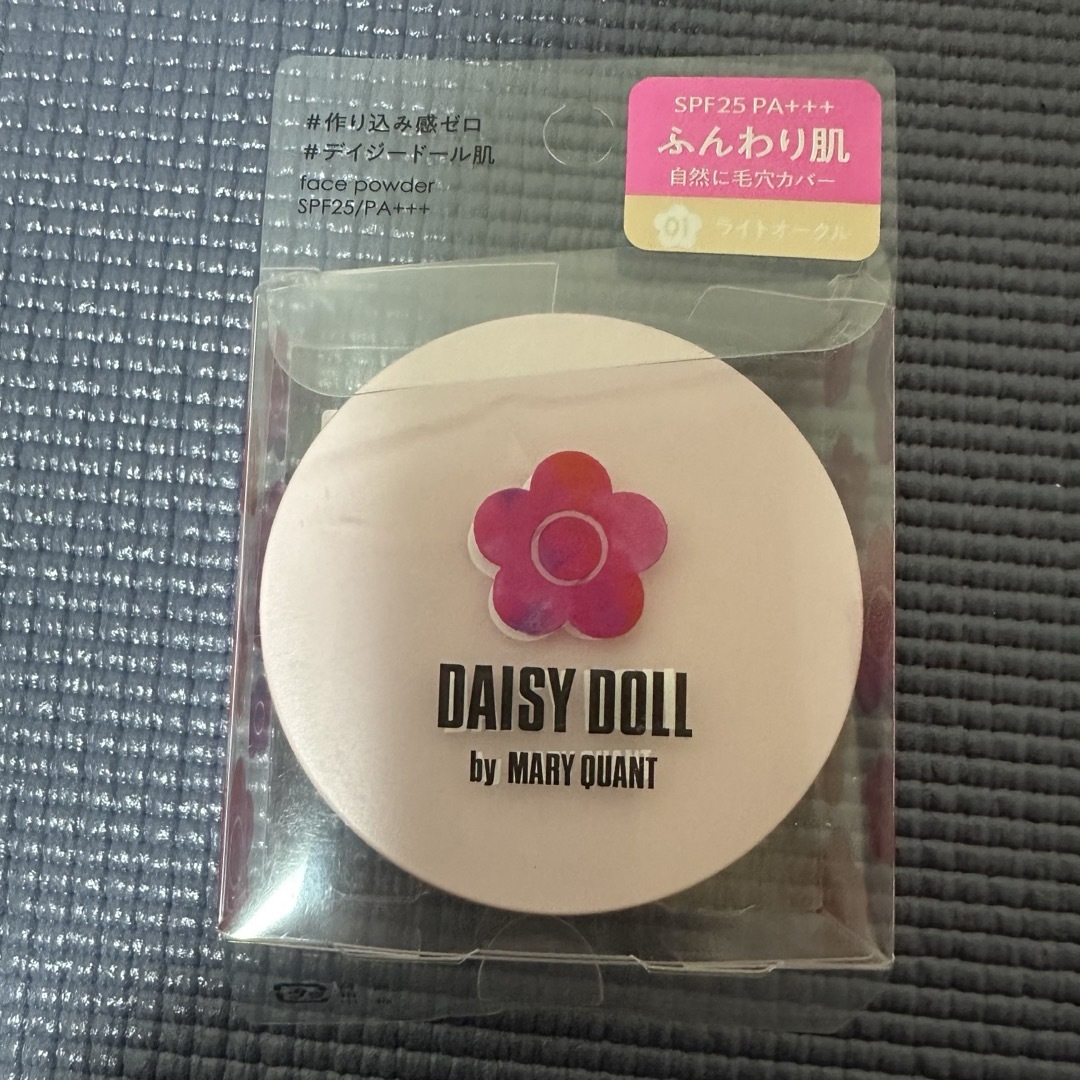 #作り込み感ゼロ
#デイジードール肌
face powder
SPF25/PA+++
SPF25 PA+++
ふんわり肌
自然に毛穴カバー
01 ライトオークル
DAISY DOLL
by MARY QUANT
プラ